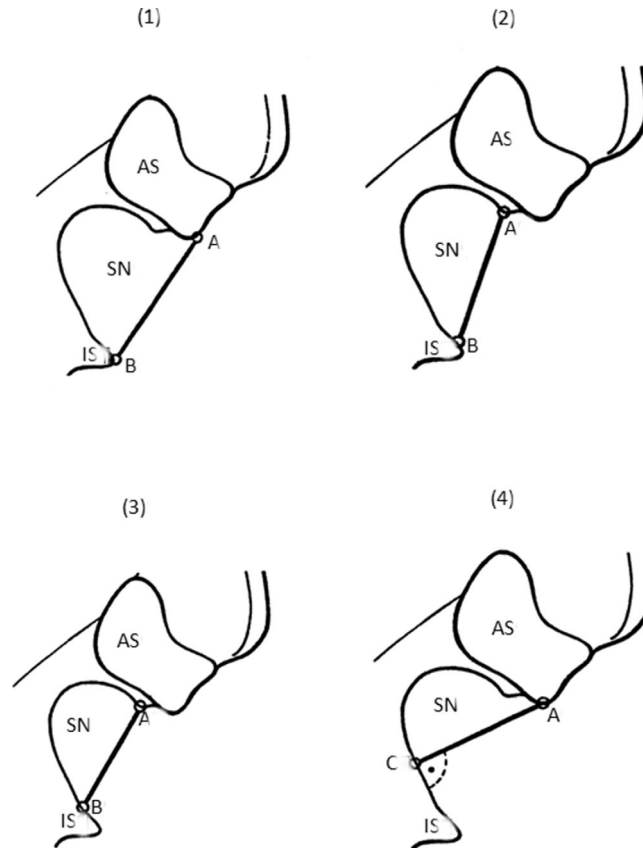 (1)
AS
SN
A
IS
B
(2)
AS
A
SN
IS
B
(3)
AS
SN
A
B
IS
(4)
AS
SN
A
C
IS